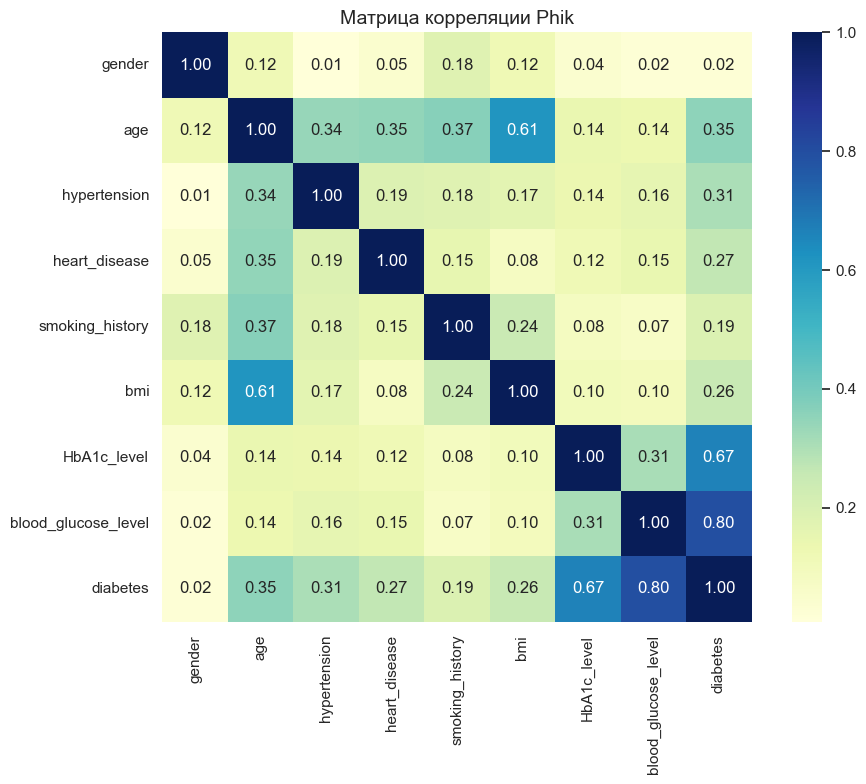 Матрица корреляции Phik
gender 1.00 0.12 0.01 0.05 0.18 0.12 0.04 0.02 0.02
age 0.12 1.00 0.34 0.35 0.37 0.61 0.14 0.14 0.35
hypertension 0.01 0.34 1.00 0.19 0.18 0.17 0.14 0.16 0.31
heart_disease 0.05 0.35 0.19 1.00 0.15 0.08 0.12 0.15 0.27
smoking_history 0.18 0.37 0.18 0.15 1.00 0.24 0.08 0.07 0.19
bmi 0.12 0.61 0.17 0.08 0.24 1.00 0.10 0.10 0.26
HbA1c_level 0.04 0.14 0.14 0.12 0.08 0.10 1.00 0.31 0.67
blood_glucose_level 0.02 0.14 0.16 0.15 0.07 0.10 0.31 1.00 0.80
diabetes 0.02 0.35 0.31 0.27 0.19 0.26 0.67 0.80 1.00
gender
age
hypertension
heart_disease
smoking_history
bmi
HbA1c_level
blood_glucose_level
diabetes
1.0
0.8
0.6
0.4
0.2